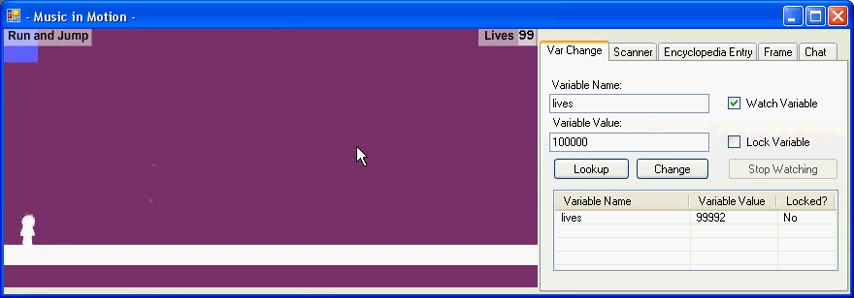 - Music in Motion -
Run and Jump
Lives 99
Var Change Scanner Encyclopedia Entry Frame Chat
Variable Name:
lives
Watch Variable
Variable Value:
100000
Lock Variable
Lookup Change Stop Watching
Variable Name Variable Value Locked?
lives 99992 No